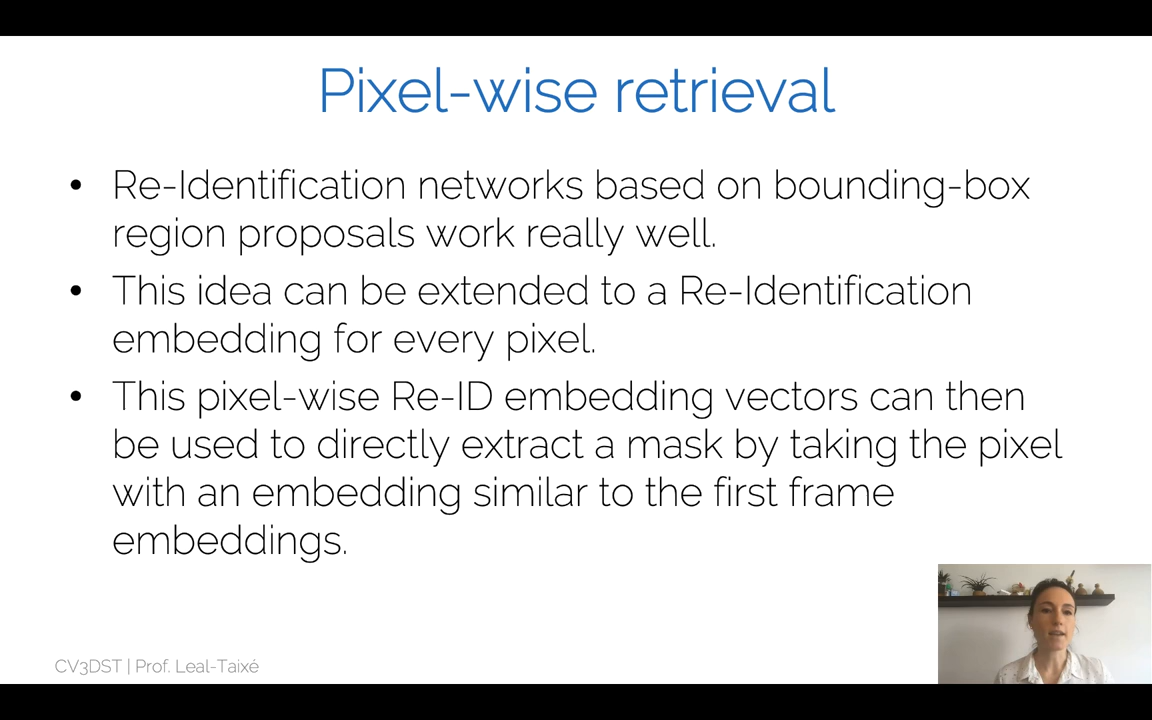 Pixel-wise retrieval
• Re-Identification networks based on bounding-box
region proposals work really well.
• This idea can be extended to a Re-Identification
embedding for every pixel.
• This pixel-wise Re-ID embedding vectors can then
be used to directly extract a mask by taking the pixel
with an embedding similar to the first frame
embeddings.
CV3DST | Prof. Leal-Taixé